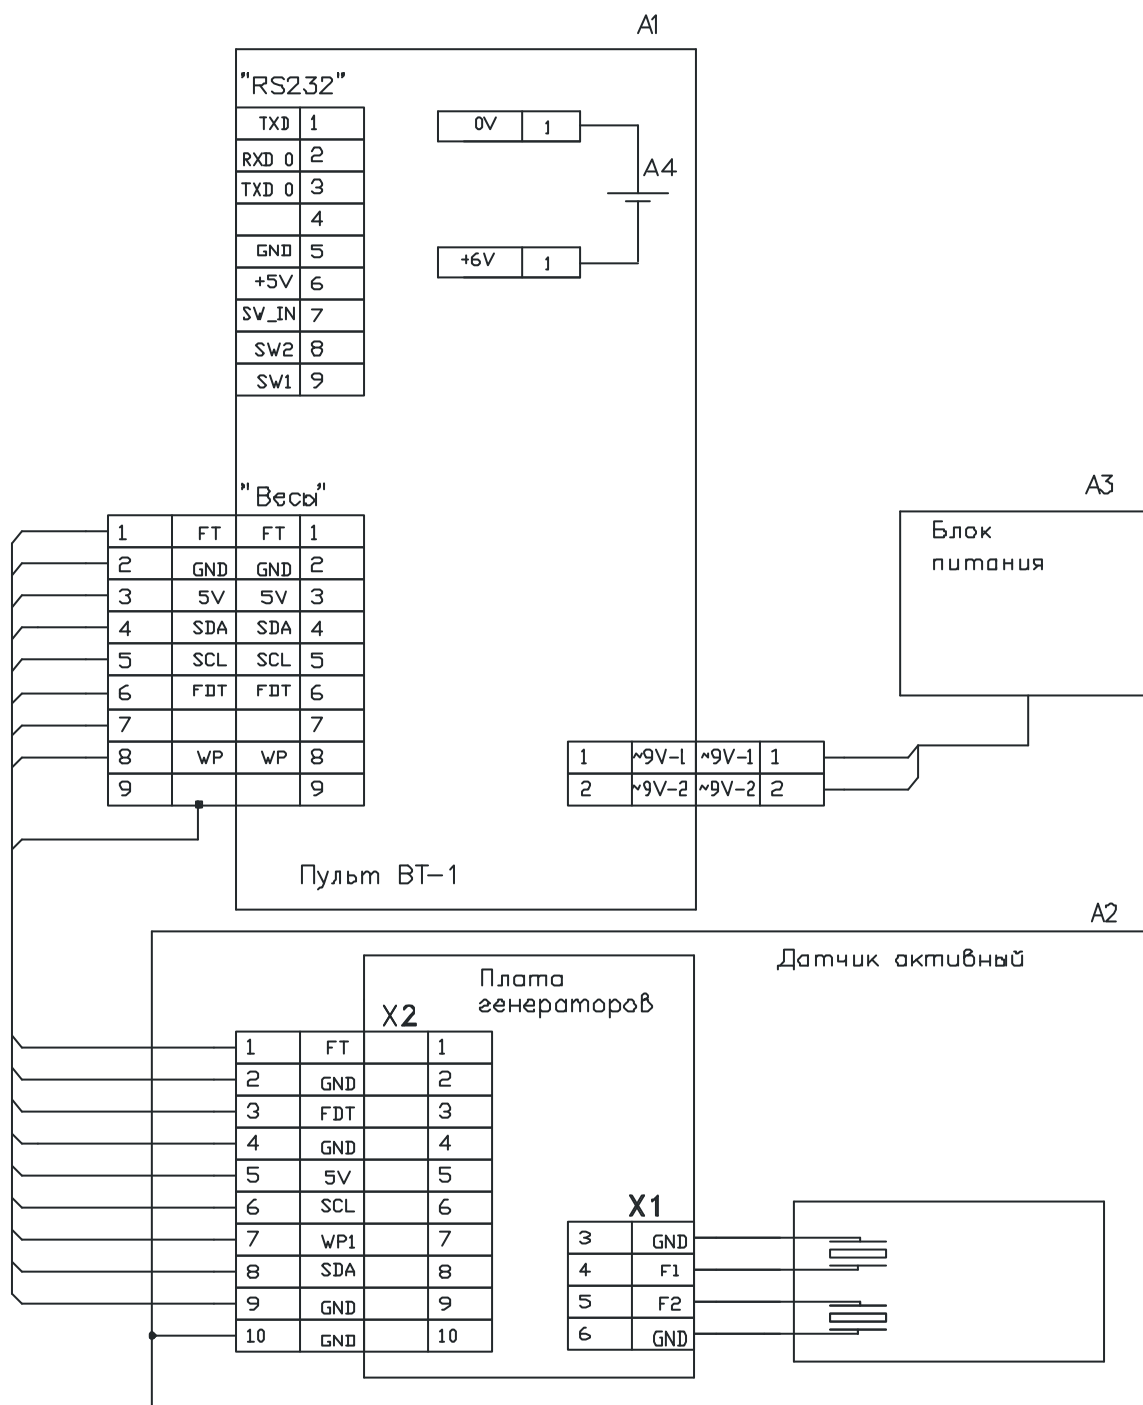 A1
"RS232"
TXD 1
RXD 0 2
TXD 0 3
4
GND 5
+5V 6
SW_IN 7
SW2 8
SW1 9
0V 1
A4
+6V 1
"Весы"
1 FT FT 1
2 GND GND 2
3 5V 5V 3
4 SDA SDA 4
5 SCL SCL 5
6 FDT FDT 6
7 7
8 WP WP 8
9 9
A3
Блок
питания
1 ~9V-1 ~9V-1 1
2 ~9V-2 ~9V-2 2
Пульт ВТ-1
A2
Датчик активный
Плата
генераторов
X2
1 FT 1
2 GND 2
3 FDT 3
4 GND 4
5 5V 5
6 SCL 6
7 WP1 7
8 SDA 8
9 GND 9
10 GND 10
X1
3 GND
4 F1
5 F2
6 GND